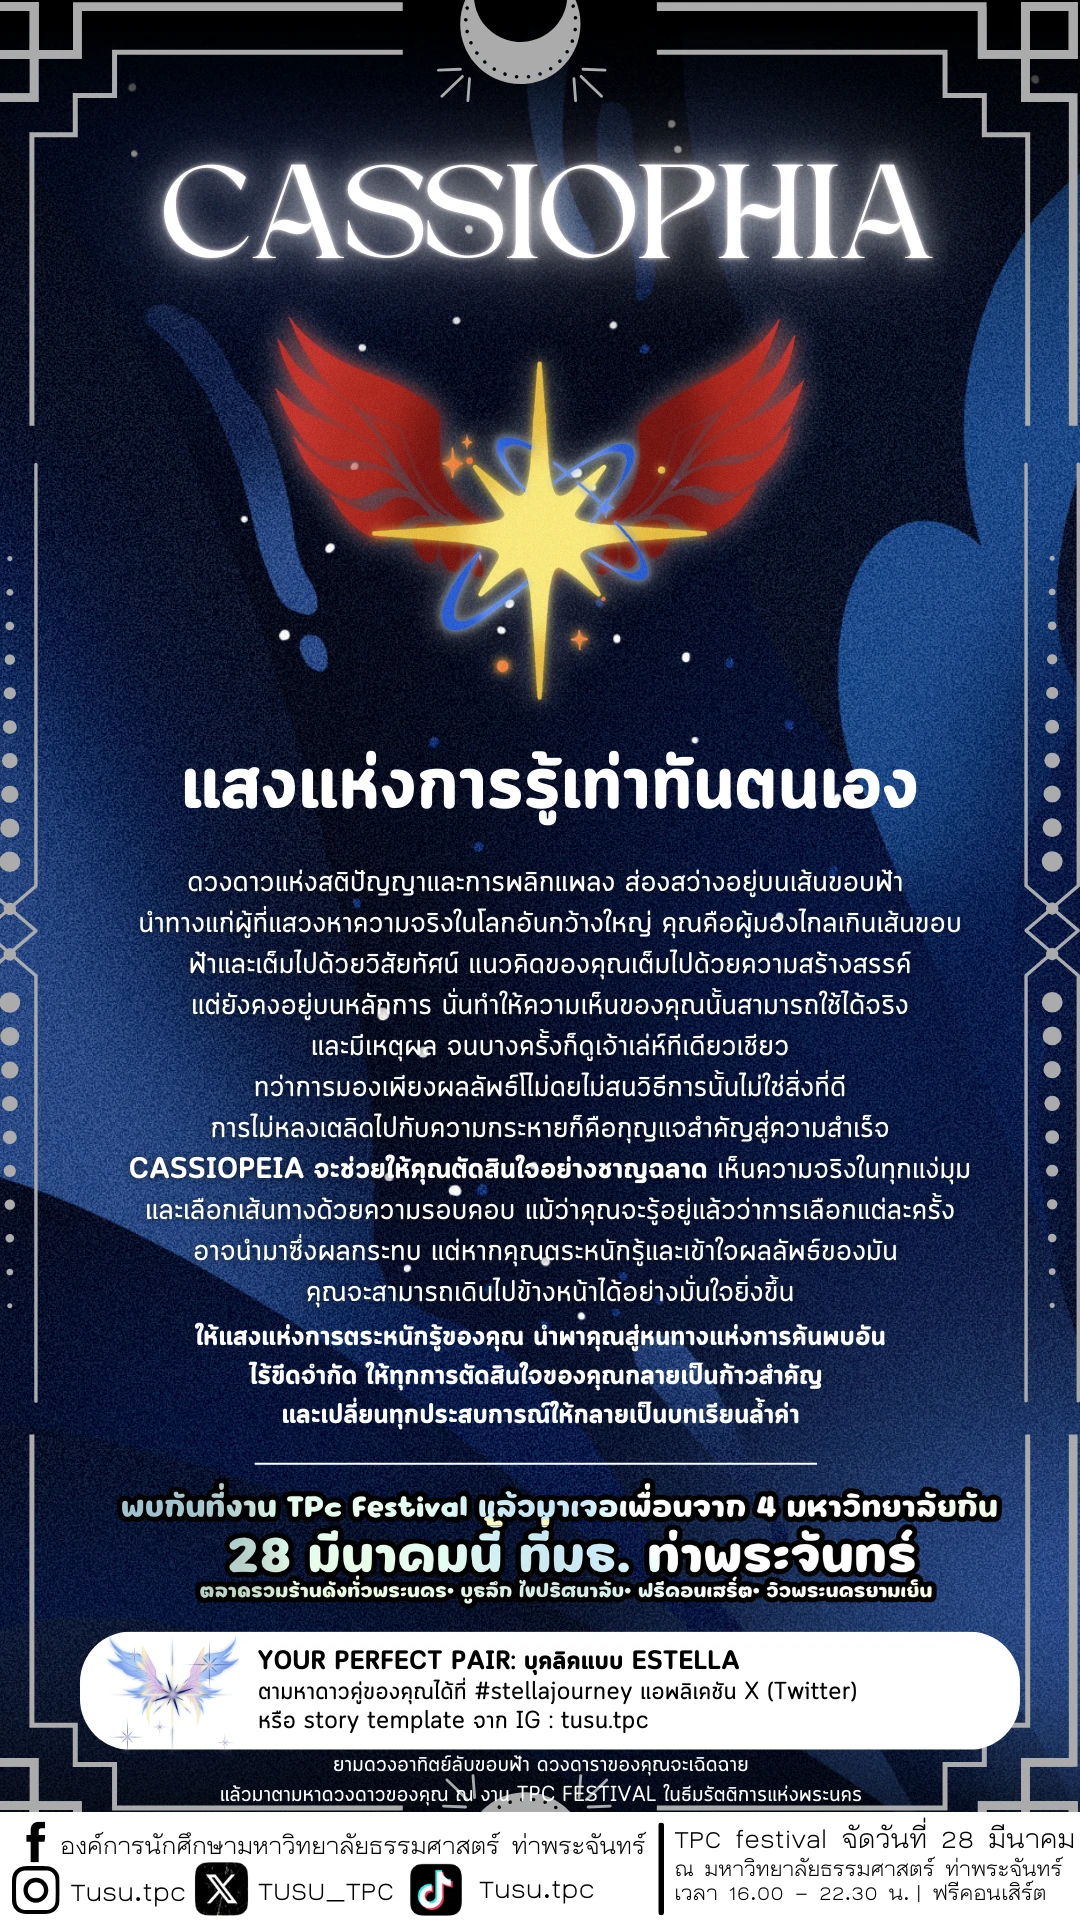 CASSIOPHIA
แสงแห่งการรู้เท่าทันตนเอง
ดวงดาวแห่งสติปัญญาและการพลิกแพลง ส่องสว่างอยู่บนเส้นขอบฟ้า
นำทางแก่ผู้ที่แสวงหาความจริงในโลกอันกว้างใหญ่ คุณคือผู้มองไกลเกินเส้นขอบ
ฟ้าและเต็มไปด้วยวิสัยทัศน์ แนวคิดของคุณเต็มไปด้วยความสร้างสรรค์
แต่ยังคงอยู่บนหลักการ นั่นทำให้ความเห็นของคุณนั้นสามารถใช้ได้จริง
และมีเหตุผล จนบางครั้งก็ดูเจ้าเล่ห์ทีเดียวเชียว
ทว่าการมองเพียงผลลัพธ์โไม่ดยไม่สนวิธีการนั้นไม่ใช่สิ่งที่ดี
การไม่หลงเตลิดไปกับความกระหายก็คือกุญแจสำคัญสู่ความสำเร็จ
CASSIOPEIA จะช่วยให้คุณตัดสินใจอย่างชาญฉลาด เห็นความจริงในทุกแง่มุม
และเลือกเส้นทางด้วยความรอบคอบ แม้ว่าคุณจะรู้อยู่แล้วว่าการเลือกแต่ละครั้ง
อาจนำมาซึ่งผลกระทบ แต่หากคุณตระหนักรู้และเข้าใจผลลัพธ์ของมัน
คุณจะสามารถเดินไปข้างหน้าได้อย่างมั่นใจยิ่งขึ้น
ให้แสงแห่งการตระหนักรู้ของคุณ นำพาคุณสู่หนทางแห่งการค้นพบอัน
ไร้ขีดจำกัด ให้ทุกการตัดสินใจของคุณกลายเป็นก้าวสำคัญ
และเปลี่ยนทุกประสบการณ์ให้กลายเป็นบทเรียนล้ำค่า
พบกันที่งาน TPc Festival แล้วมาเจอเพื่อนจาก 4 มหาวิทยาลัยกัน
28 มีนาคมนี้ ที่มธ. ท่าพระจันทร์
ตลาดรวมร้านดังทั่วพระนคร• บูธลึก ไขปริศนาลับ• ฟรีคอนเสริ์ต• วิวพระนครยามเย็น
YOUR PERFECT PAIR: บุคลิคแบบ ESTELLA
ตามหาดาวคู่ของคุณได้ที่ #stellajourney แอพลิเคชัน X (Twitter)
หรือ story template จาก IG : tusu.tpc
ยามดวงอาทิตย์ลับขอบฟ้า ดวงดาราของคุณจะเฉิดฉาย
แล้วมาตามหาดวงดาวของคุณ ณ งาน TPC FESTIVAL ในธีมรัตติการแห่งพระนคร
องค์การนักศึกษามหาวิทยาลัยธรรมศาสตร์ ท่าพระจันทร์
Tusu.tpc TUSU_TPC Tusu.tpc
TPC festival จัดวันที่ 28 มีนาคม
ณ มหาวิทยาลัยธรรมศาสตร์ ท่าพระจันทร์
เวลา 16.00 – 22.30 น. | ฟรีคอนเสิร์ต